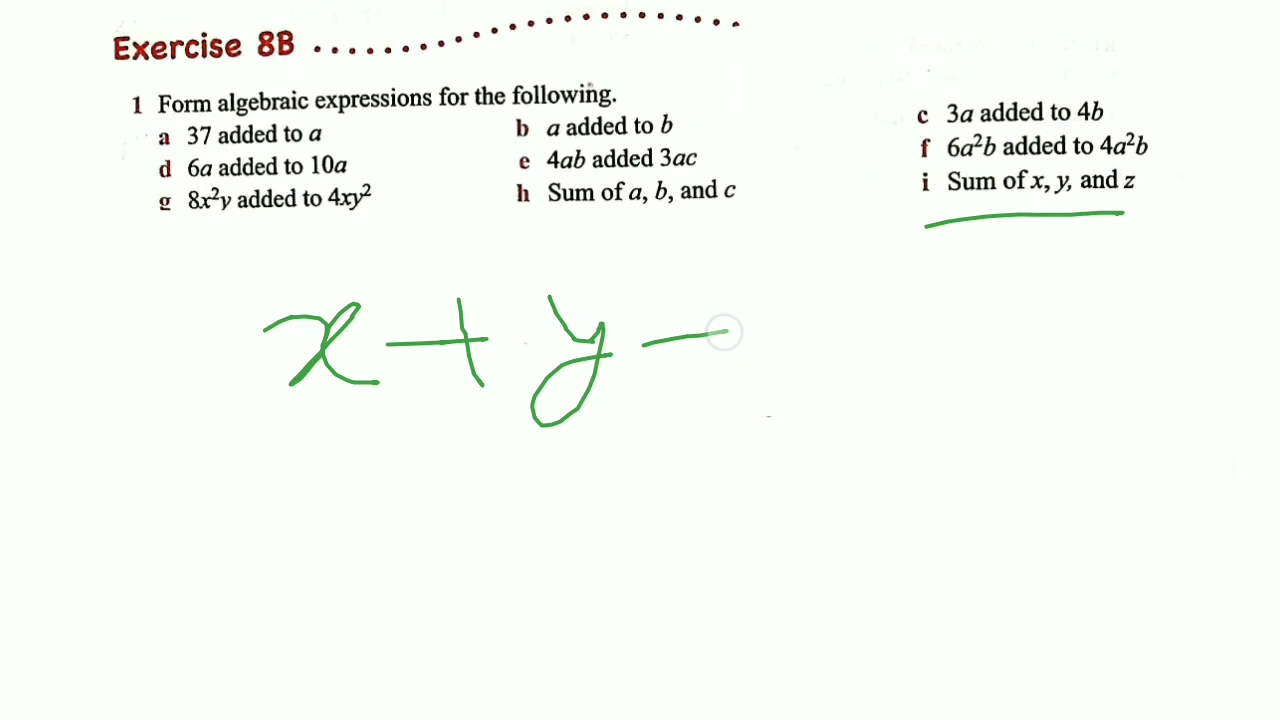 Exercise 8B
1 Form algebraic expressions for the following.
a 37 added to a
b a added to b
c 3a added to 4b
d 6a added to 10a
e 4ab added 3ac
f 6a²b added to 4a²b
g 8x²y added to 4xy²
h Sum of a, b, and c
i Sum of x, y, and z
x + y −